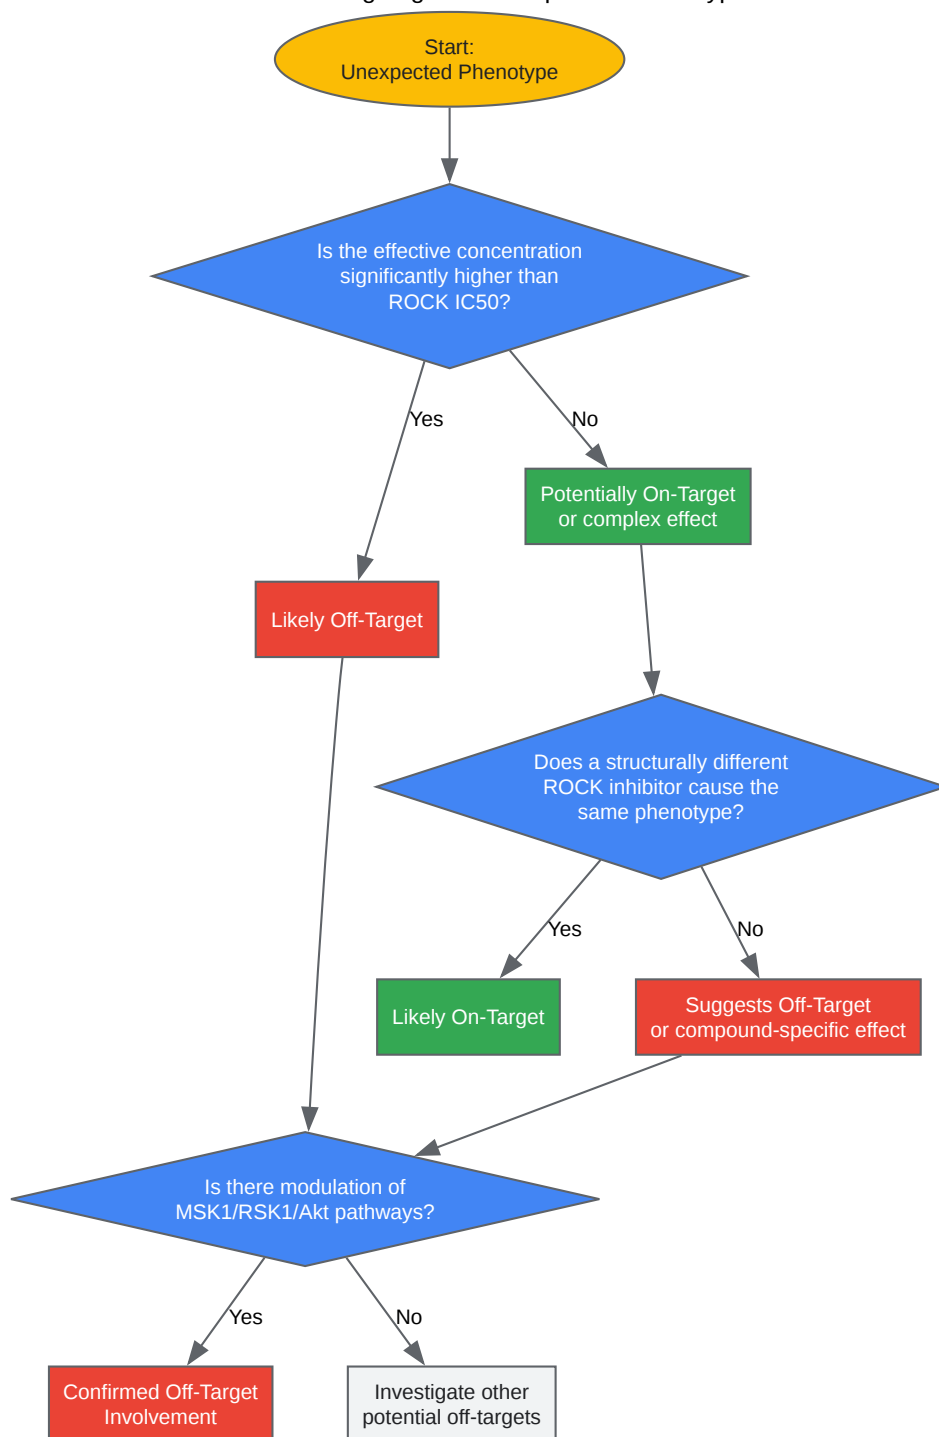 Start:
Unexpected Phenotype
Is the effective concentration
significantly higher than
ROCK IC50?
Yes
No
Potentially On-Target
or complex effect
Likely Off-Target
Does a structurally different
ROCK inhibitor cause the
same phenotype?
Yes
No
Likely On-Target
Suggests Off-Target
or compound-specific effect
Is there modulation of
MSK1/RSK1/Akt pathways?
Yes
No
Confirmed Off-Target
Involvement
Investigate other
potential off-targets